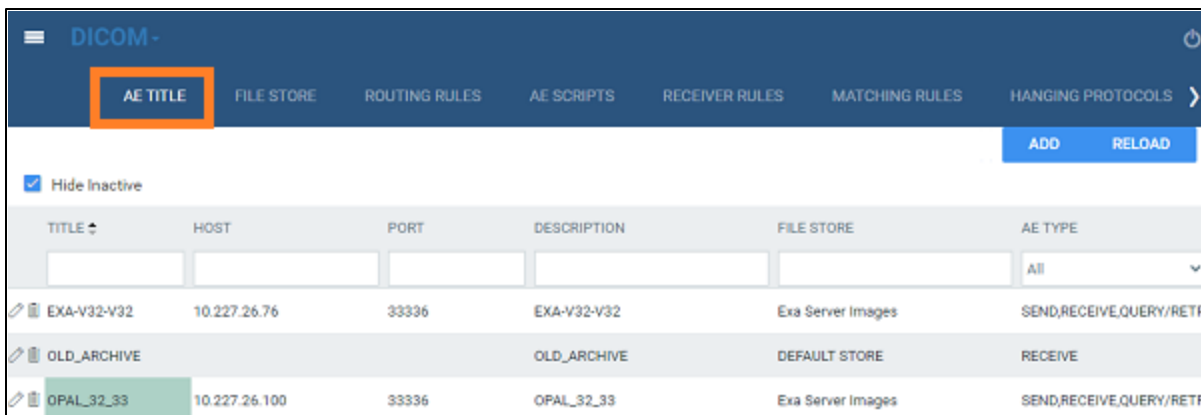 DICOM
AE TITLE FILE STORE ROUTING RULES AE SCRIPTS RECEIVER RULES MATCHING RULES HANGING PROTOCOLS
ADD RELOAD
Hide Inactive
TITLE HOST PORT DESCRIPTION FILE STORE AE TYPE
All
EXA-V32-V32 10.227.26.76 33336 EXA-V32-V32 Exa Server Images SEND,RECEIVE,QUERY/RETR
OLD_ARCHIVE OLD_ARCHIVE DEFAULT STORE RECEIVE
OPAL_32_33 10.227.26.100 33336 OPAL_32_33 Exa Server Images SEND,RECEIVE,QUERY/RETR